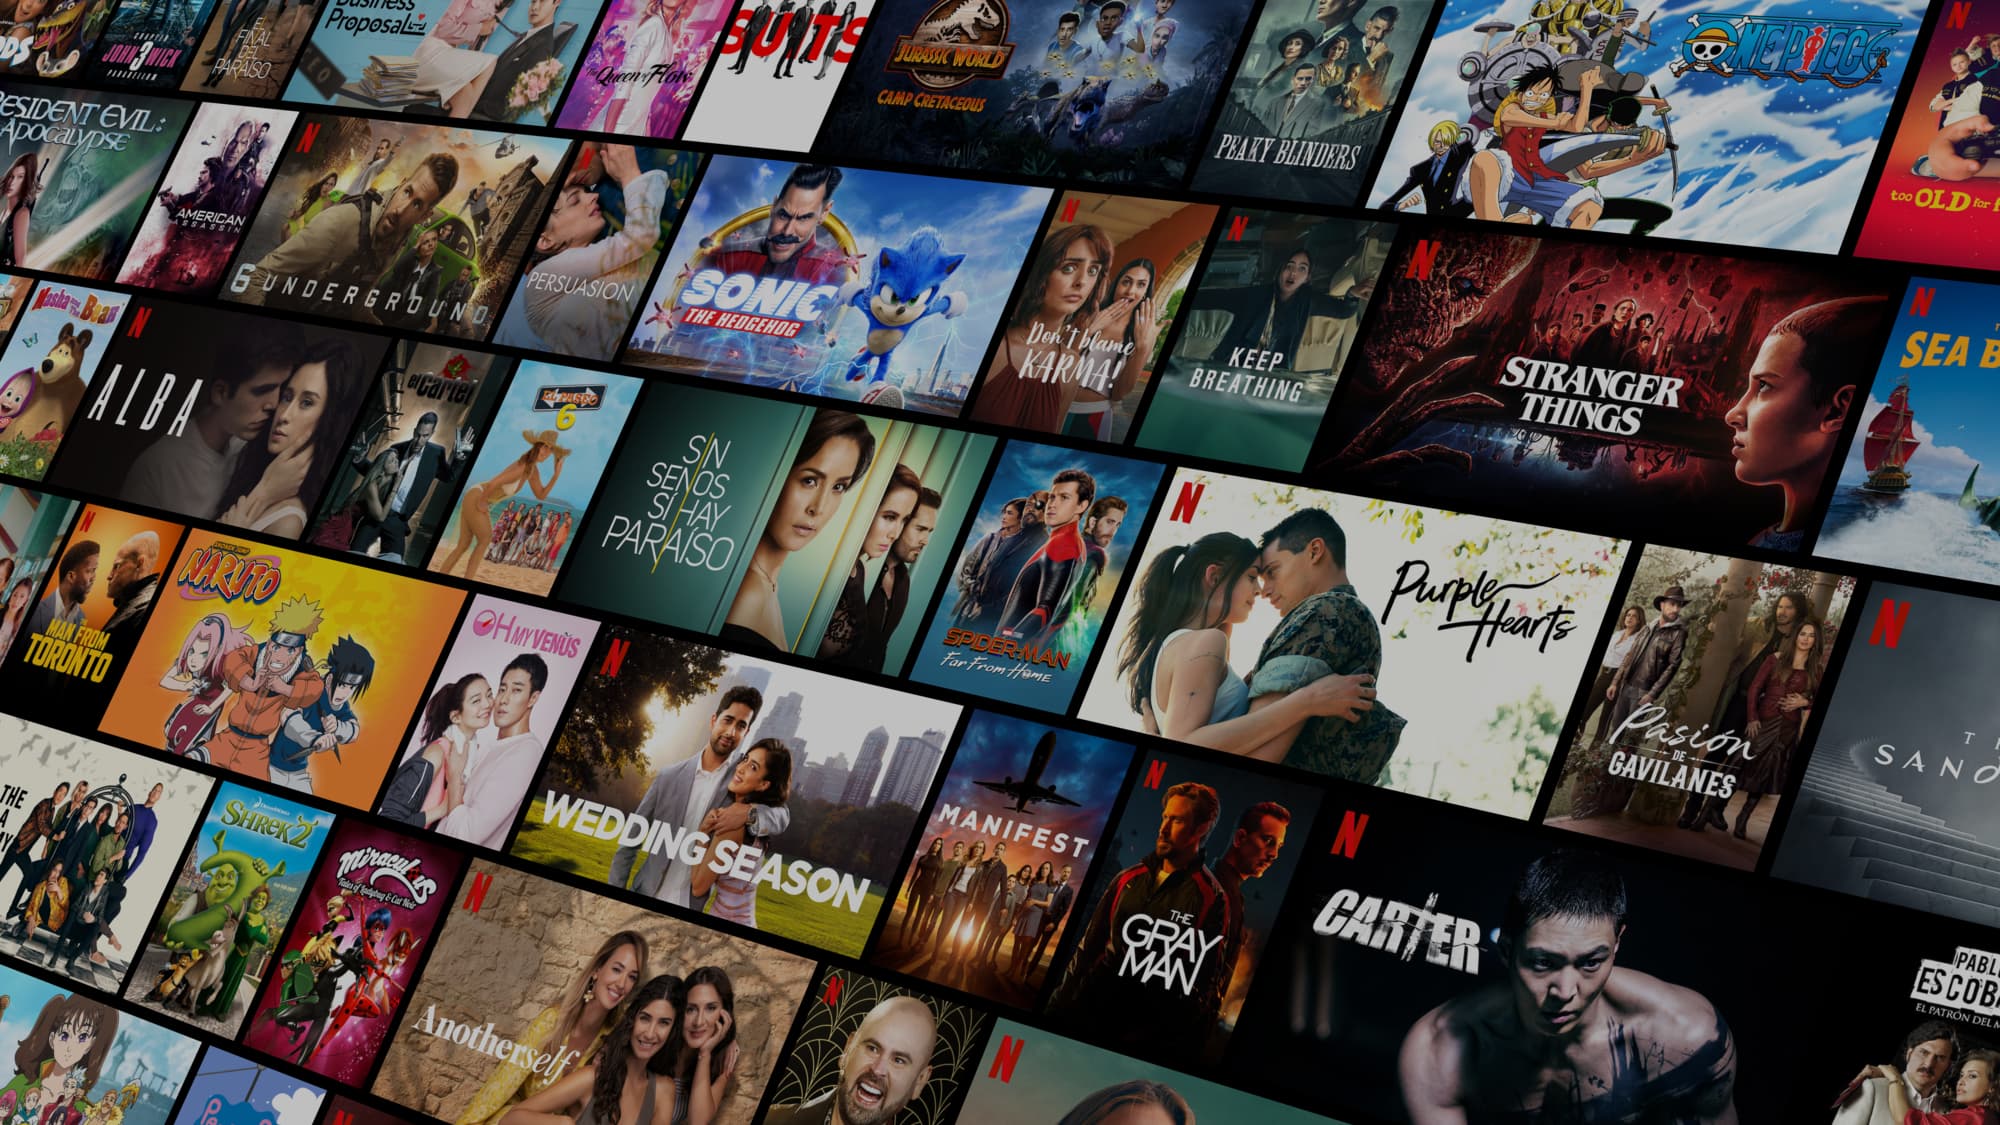 Business
Proposal
CHAPTER
JOHN 3 WICK
PARABELLUM
EL
FINAL
DEL
PARAÍSO
The Queen of Flow
SUITS
JURASSIC WORLD
CAMP CRETACEOUS
PEAKY BLINDERS
ONE PIECE
N
TOO OLD for
RESIDENT EVIL:
APOCALYPSE
AMERICAN
ASSASSIN
N
6 UNDERGROUND
PERSUASION
SONIC
THE HEDGEHOG
N
Don't blame
KARMA!
N
KEEP
BREATHING
N
STRANGER
THINGS
N
SEA B
Masha and The Bear
N
ALBA
el Cartel
EL PASEO
6
SIN
SENOS
SÍ HAY
PARAÍSO
SPIDER-MAN
Far From Home
N
Purple
Hearts
Pasión
DE
GAVILANES
N
SANO
N
THE
MAN FROM
TORONTO
NARUTO
OH MY VENUS
N
WEDDING SEASON
MANIFEST
N
THE
GRAY
MAN
N
CARTER
PABL
ESCOBA
EL PATRÓN DEL M
THE
SHREK 2
Miraculous
Tales of Ladybug & Cat Noir
N
Anotherself
N
N